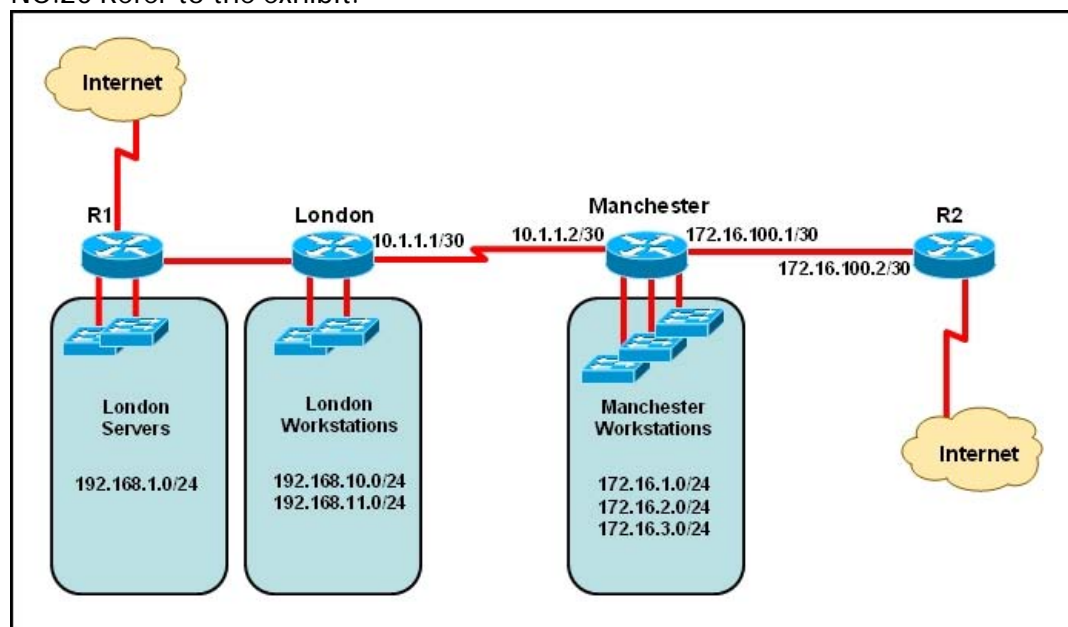 NO.20 Refer to the exhibit.
Internet
R1
London
10.1.1.1/30
10.1.1.2/30
Manchester
172.16.100.1/30
172.16.100.2/30
R2
London
Servers
192.168.1.0/24
London
Workstations
192.168.10.0/24
192.168.11.0/24
Manchester
Workstations
172.16.1.0/24
172.16.2.0/24
172.16.3.0/24
Internet